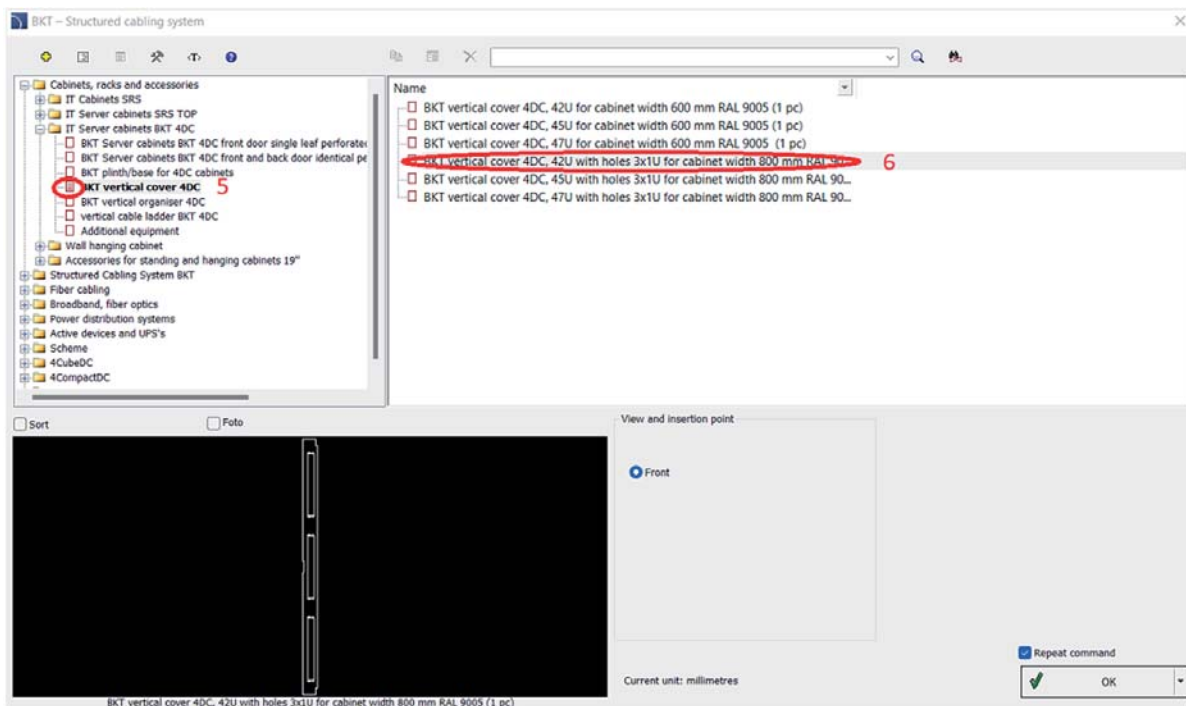 BKT – Structured cabling system
Cabinets, racks and accessories
IT Cabinets SRS
IT Server cabinets SRS TOP
IT Server cabinets BKT 4DC
BKT Server cabinets BKT 4DC front door single leaf perforated
BKT Server cabinets BKT 4DC front and back door identical pe
BKT plinth/base for 4DC cabinets
BKT vertical cover 4DC 5
BKT vertical organiser 4DC
vertical cable ladder BKT 4DC
Additional equipment
Wall hanging cabinet
Accessories for standing and hanging cabinets 19"
Structured Cabling System BKT
Fiber cabling
Broadband, fiber optics
Power distribution systems
Active devices and UPS's
Scheme
4CubeDC
4CompactDC
Name
BKT vertical cover 4DC, 42U for cabinet width 600 mm RAL 9005 (1 pc)
BKT vertical cover 4DC, 45U for cabinet width 600 mm RAL 9005 (1 pc)
BKT vertical cover 4DC, 47U for cabinet width 600 mm RAL 9005 (1 pc)
BKT vertical cover 4DC, 42U with holes 3x1U for cabinet width 800 mm RAL 90... 6
BKT vertical cover 4DC, 45U with holes 3x1U for cabinet width 800 mm RAL 90...
BKT vertical cover 4DC, 47U with holes 3x1U for cabinet width 800 mm RAL 90...
Sort
Foto
BKT vertical cover 4DC, 42U with holes 3x1U for cabinet width 800 mm RAL 9005 (1 pc)
View and insertion point
Front
Current unit: millimetres
Repeat command
OK